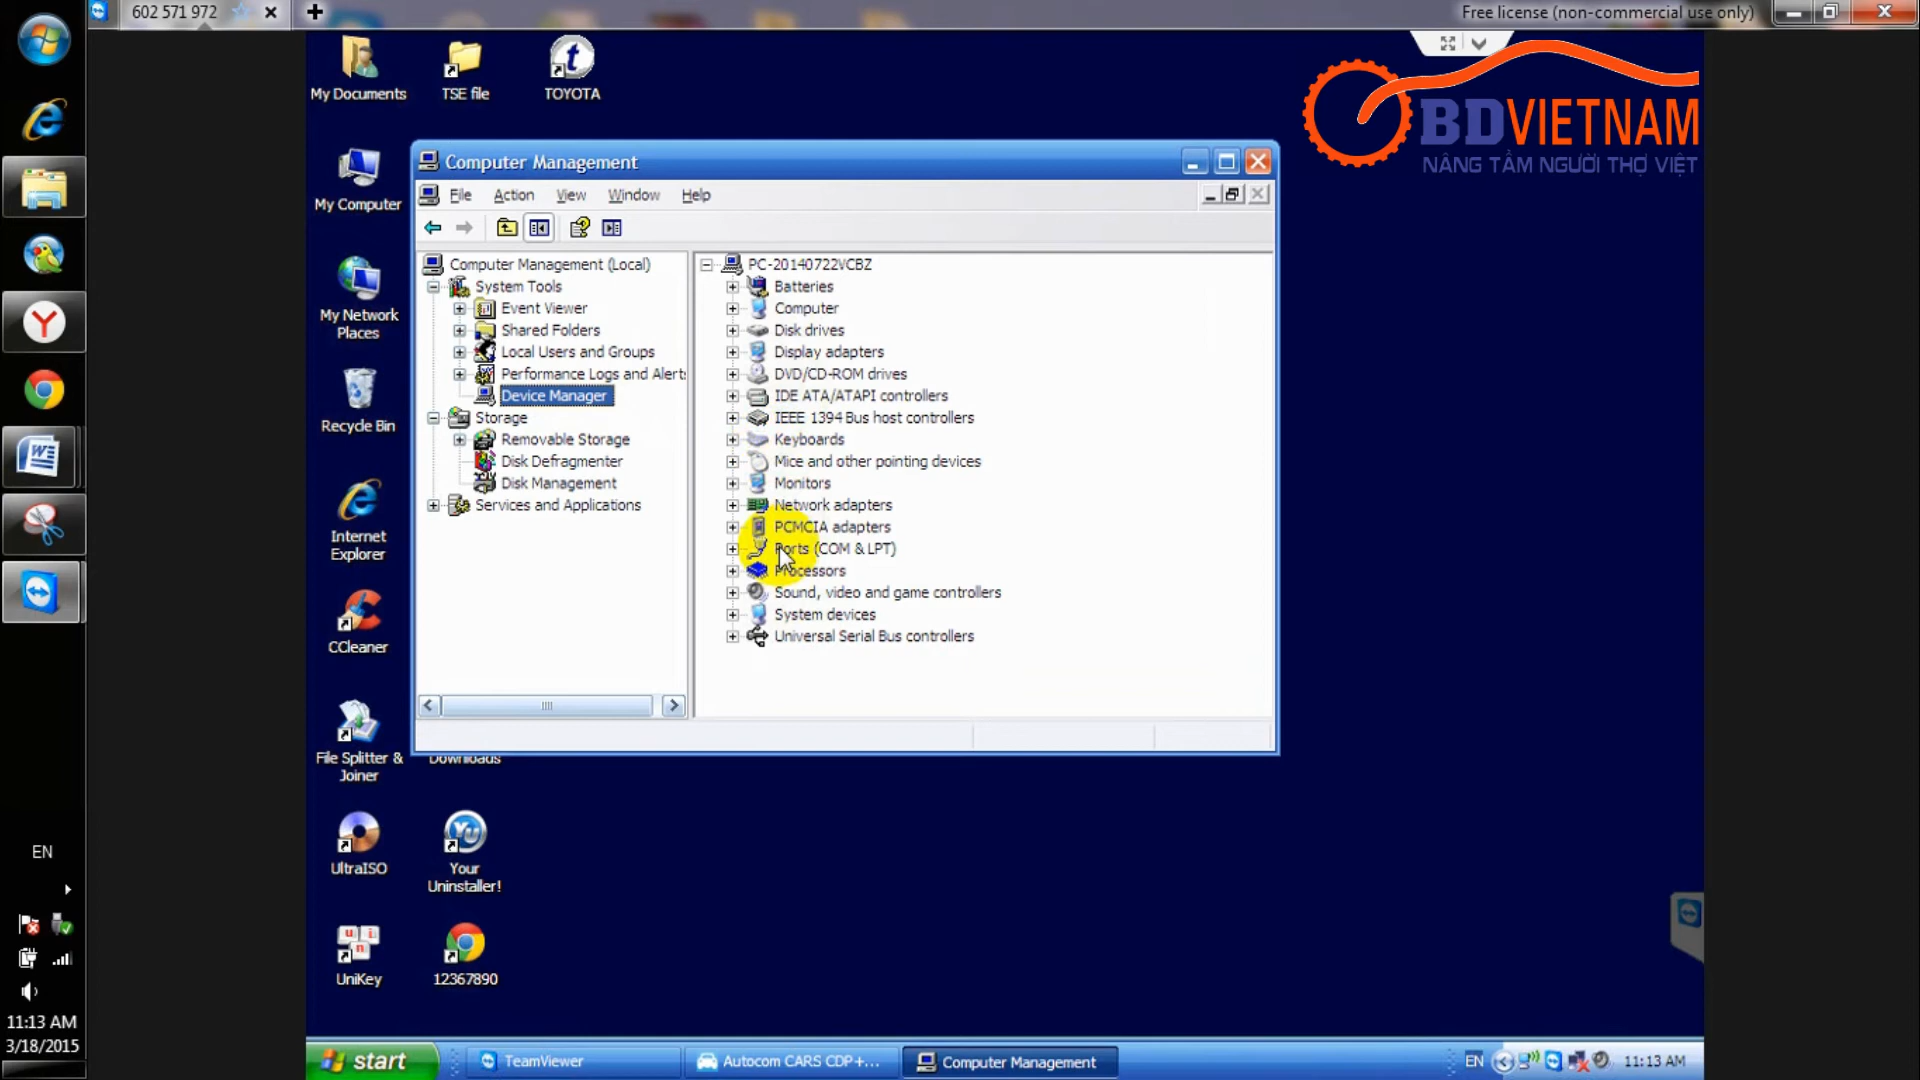 602 571 972
Free license (non-commercial use only)
My Documents
TSE file
TOYOTA
BDVIETNAM
NÂNG TẦM NGƯỜI THỢ VIỆT
My Computer
My Network
Places
Recycle Bin
Internet
Explorer
CCleaner
File Splitter &
Joiner
Downloads
UltraISO
Your
Uninstaller!
UniKey
12367890
Computer Management
File Action View Window Help
Computer Management (Local)
System Tools
Event Viewer
Shared Folders
Local Users and Groups
Performance Logs and Alerts
Device Manager
Storage
Removable Storage
Disk Defragmenter
Disk Management
Services and Applications
PC-20140722VCBZ
Batteries
Computer
Disk drives
Display adapters
DVD/CD-ROM drives
IDE ATA/ATAPI controllers
IEEE 1394 Bus host controllers
Keyboards
Mice and other pointing devices
Monitors
Network adapters
PCMCIA adapters
Ports (COM & LPT)
Processors
Sound, video and game controllers
System devices
Universal Serial Bus controllers
EN
11:13 AM
3/18/2015
start
TeamViewer
Autocom CARS CDP+...
Computer Management
EN
11:13 AM